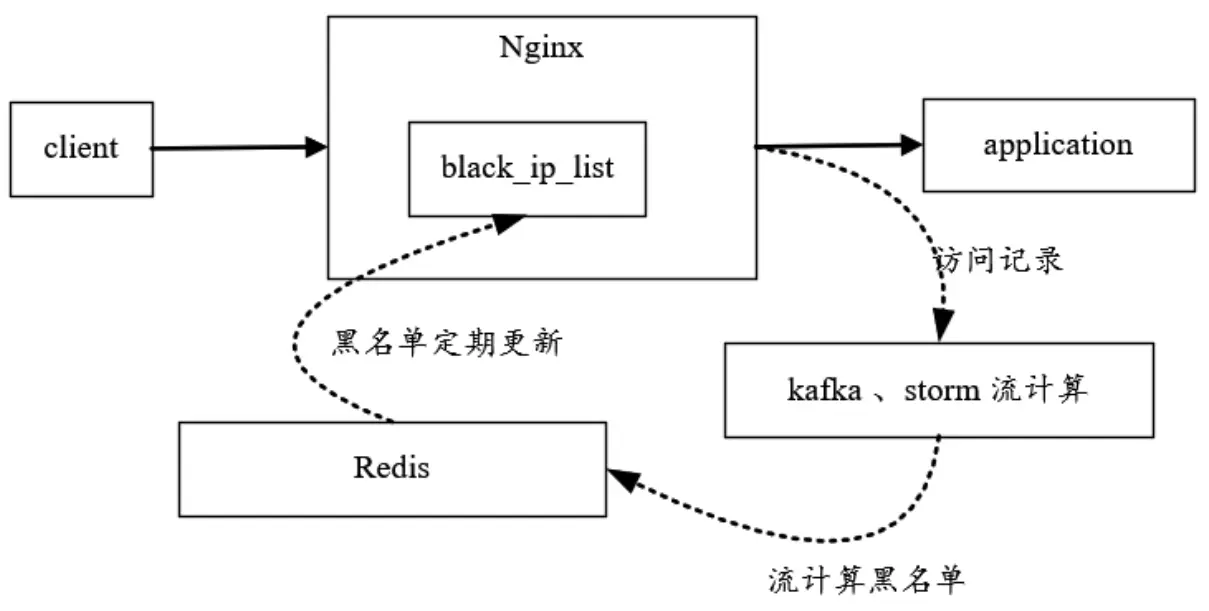 Nginx
client
black_ip_list
application
访问记录
黑名单定期更新
kafka 、storm 流计算
Redis
流计算黑名单